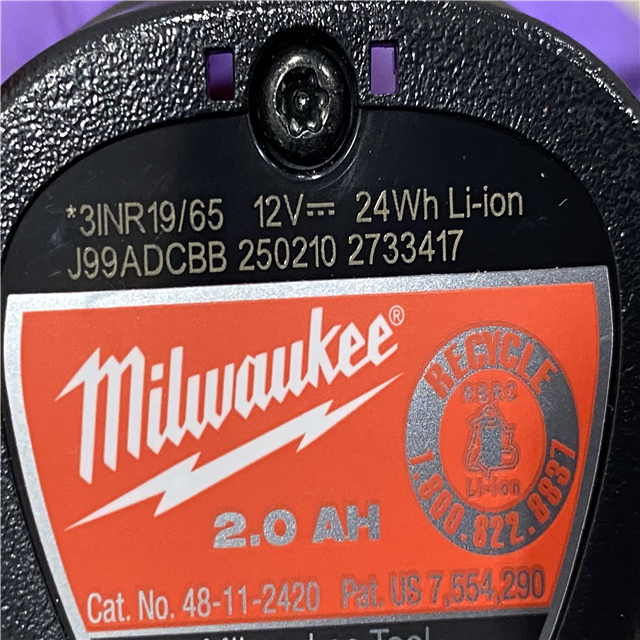 *3INR19/65 12V⎓ 24Wh Li-ion
J99ADCBB 250210 2733417
Milwaukee®
RECYCLE
RBRC
Li-ion
1.800.822.8837
2.0 AH
Cat. No. 48-11-2420 Pat. US 7,554,290